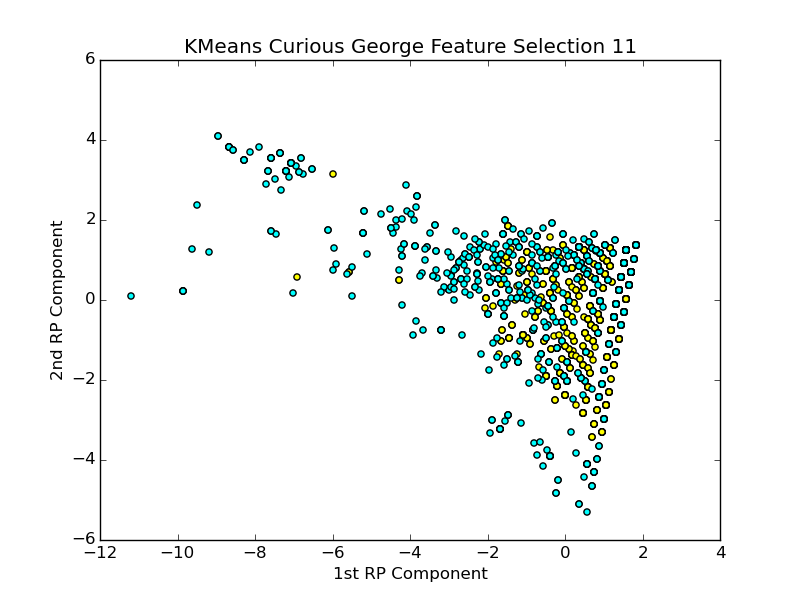 KMeans Curious George Feature Selection 11
6
4
2
0
−2
−4
−6
2nd RP Component
−12 −10 −8 −6 −4 −2 0 2 4
1st RP Component